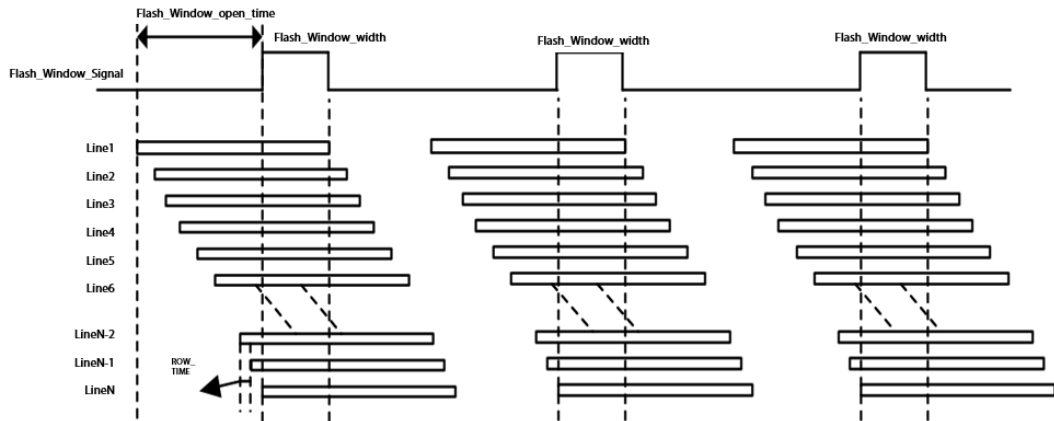 Flash_Window_open_time
Flash_Window_width
Flash_Window_width
Flash_Window_width
Flash_Window_Signal
Line1
Line2
Line3
Line4
Line5
Line6
LineN-2
LineN-1
ROW_
TIME
LineN